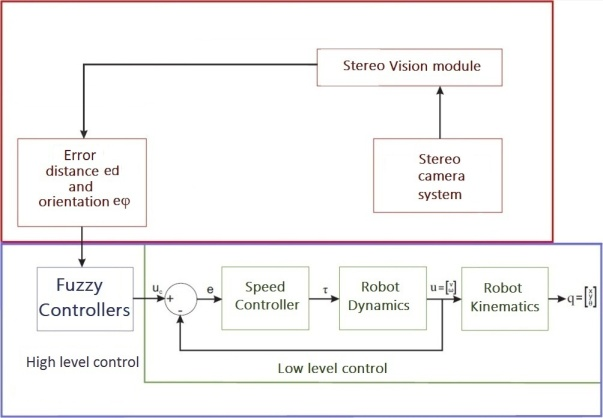 Stereo Vision module
Error
distance ed
and
orientation eφ
Stereo
camera
system
Fuzzy
Controllers
u꜀
+
-
e
Speed
Controller
τ
Robot
Dynamics
u=[v
ω]
Robot
Kinematics
q=
High level control
Low level control